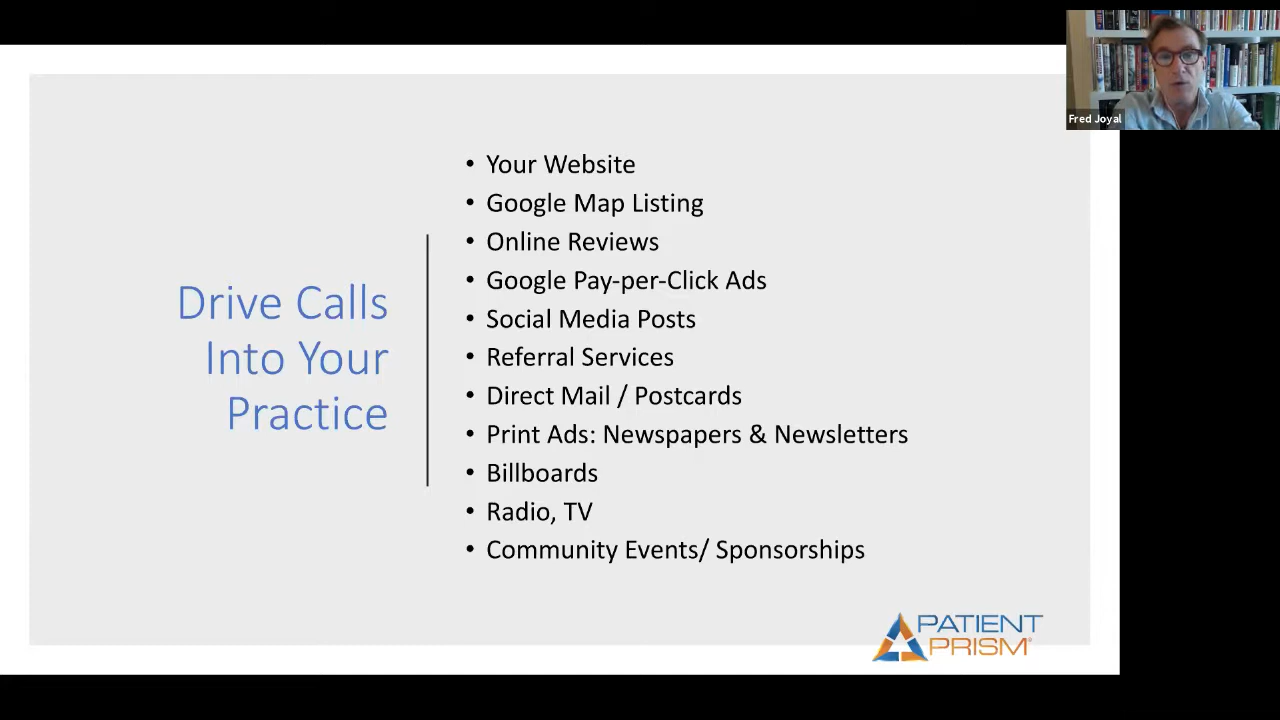 Fred Joyal
Drive Calls
Into Your
Practice
• Your Website
• Google Map Listing
• Online Reviews
• Google Pay-per-Click Ads
• Social Media Posts
• Referral Services
• Direct Mail / Postcards
• Print Ads: Newspapers & Newsletters
• Billboards
• Radio, TV
• Community Events/ Sponsorships
PATIENT
PRISM®